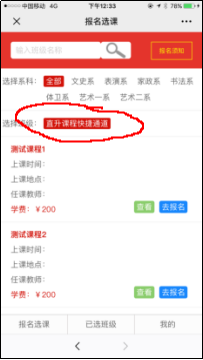 中国移动 4G 下午12:33 76%
报名选课
输入班级名称 报名须知
选择系科： 全部 文史系 表演系 家政系 书法系
体卫系 艺术一系 艺术二系
选择班级： 直升课程快捷通道
测试课程1
上课时间:
上课地点:
任课教师:
学费: ￥200 查看 去报名
测试课程2
上课时间:
上课地点:
任课教师:
学费: ￥200 查看 去报名
报名选课 已选班级 我的